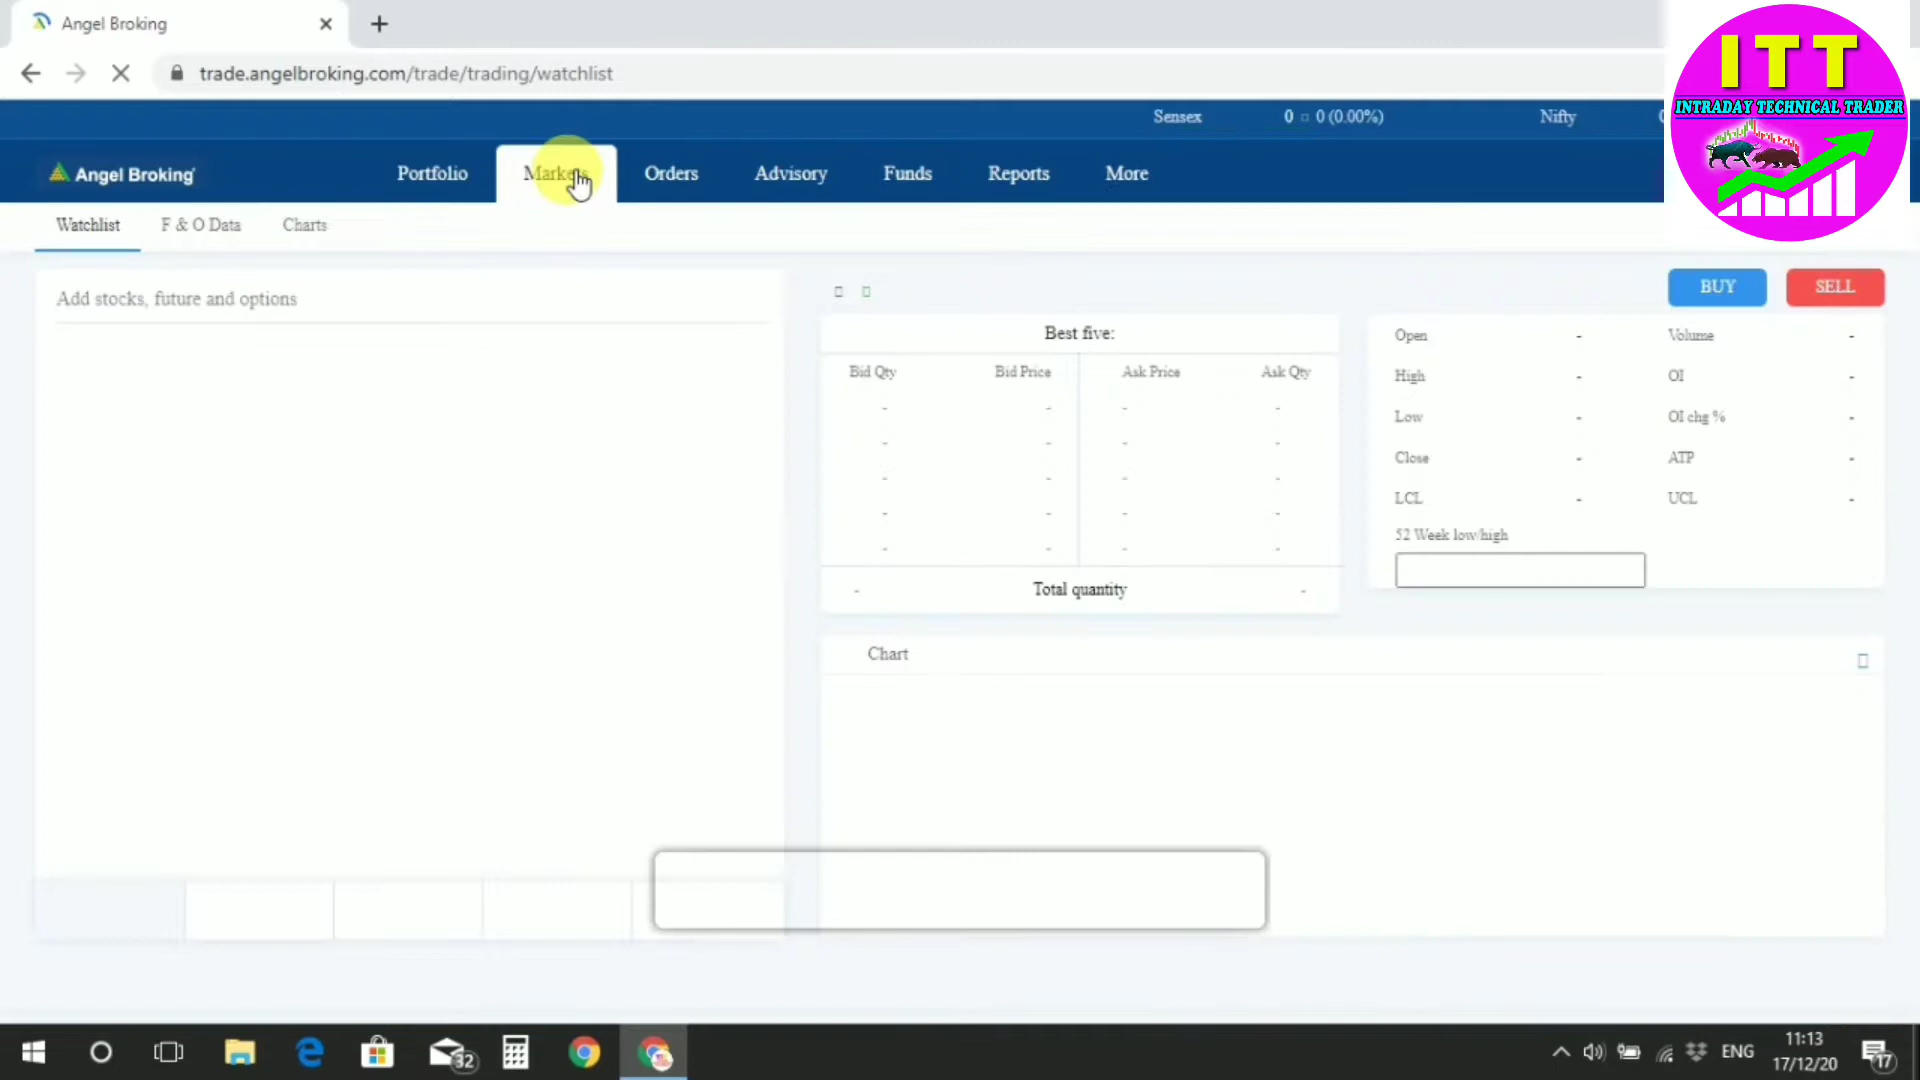 Angel Broking
trade.angelbroking.com/trade/trading/watchlist
ITT
INTRADAY TECHNICAL TRADER
Sensex 0 0 (0.00%) Nifty
Angel Broking
Portfolio Markets Orders Advisory Funds Reports More
Watchlist F & O Data Charts
Add stocks, future and options
BUY SELL
Best five:
Bid Qty Bid Price Ask Price Ask Qty
- - - -
- - - -
- - - -
- - - -
- - - -
- Total quantity -
Open - Volume -
High - OI -
Low - OI chg % -
Close - ATP -
LCL - UCL -
52 Week low/high
Chart
32
ENG
11:13
17/12/20
17